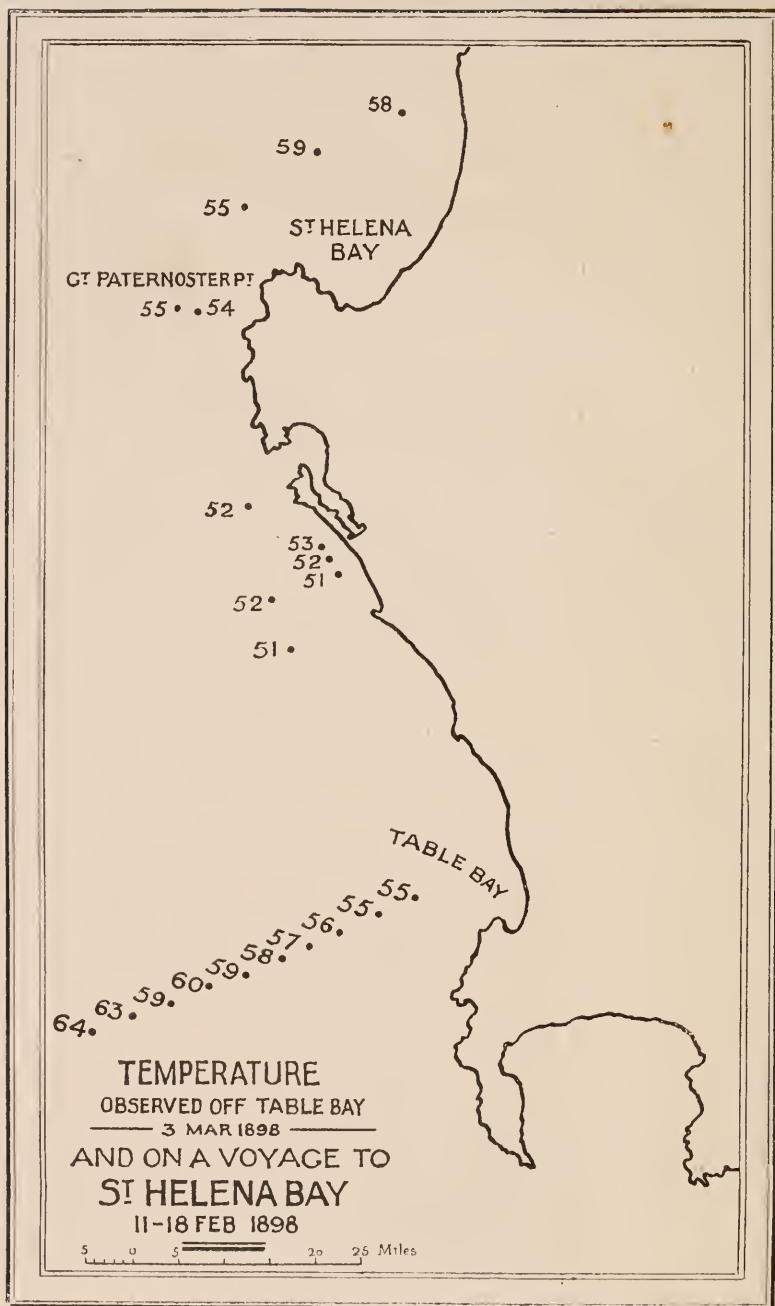 58
59
55
ST HELENA
BAY
GT PATERNOSTER PT
55 54
52
53
52
51
52
51
TABLE BAY
55
55
56
57
58
59
60
59
63
64
TEMPERATURE
OBSERVED OFF TABLE BAY
3 MAR 1898
AND ON A VOYAGE TO
ST HELENA BAY
11-18 FEB 1898
5 0 5 20 25 Miles